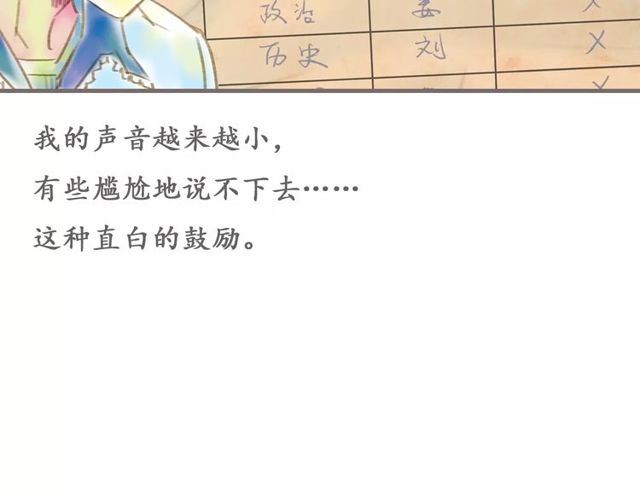 政治 姜 X
历史 刘 X
我的声音越来越小，
有些尴尬地说不下去……
这种直白的鼓励。